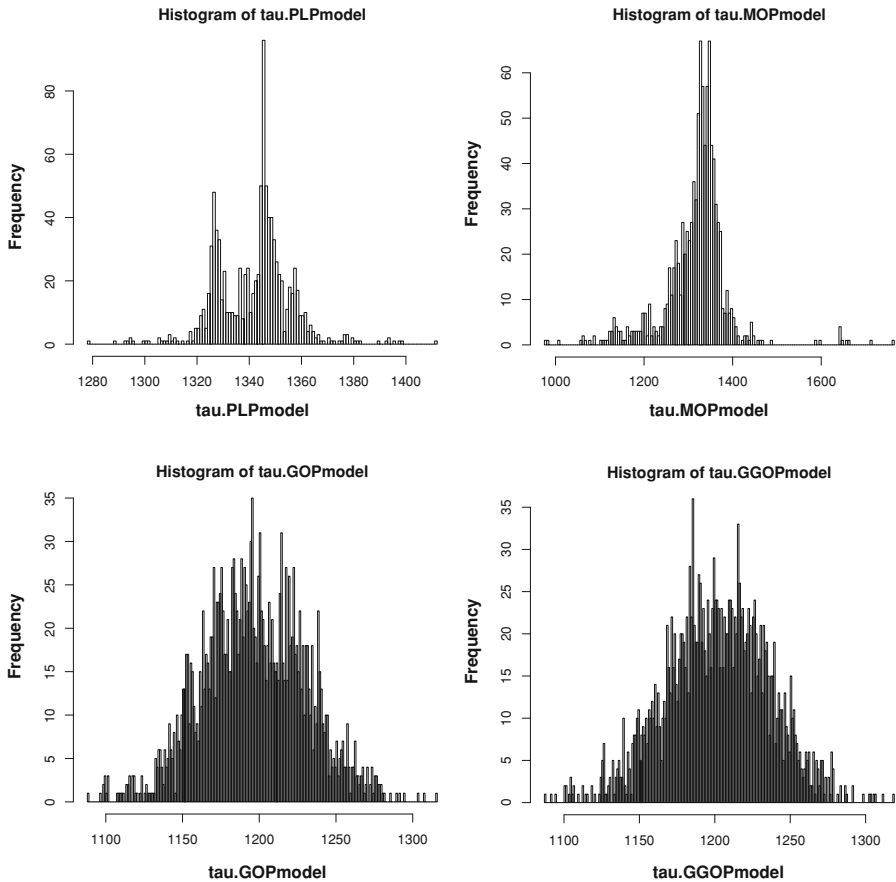 Histogram of tau.PLPmodel
Frequency
0 20 40 60 80
1280 1300 1320 1340 1360 1380 1400
tau.PLPmodel
Histogram of tau.MOPmodel
Frequency
0 10 20 30 40 50 60
1000 1200 1400 1600
tau.MOPmodel
Histogram of tau.GOPmodel
Frequency
0 5 10 15 20 25 30 35
1100 1150 1200 1250 1300
tau.GOPmodel
Histogram of tau.GGOPmodel
Frequency
0 5 10 15 20 25 30 35
1100 1150 1200 1250 1300
tau.GGOPmodel